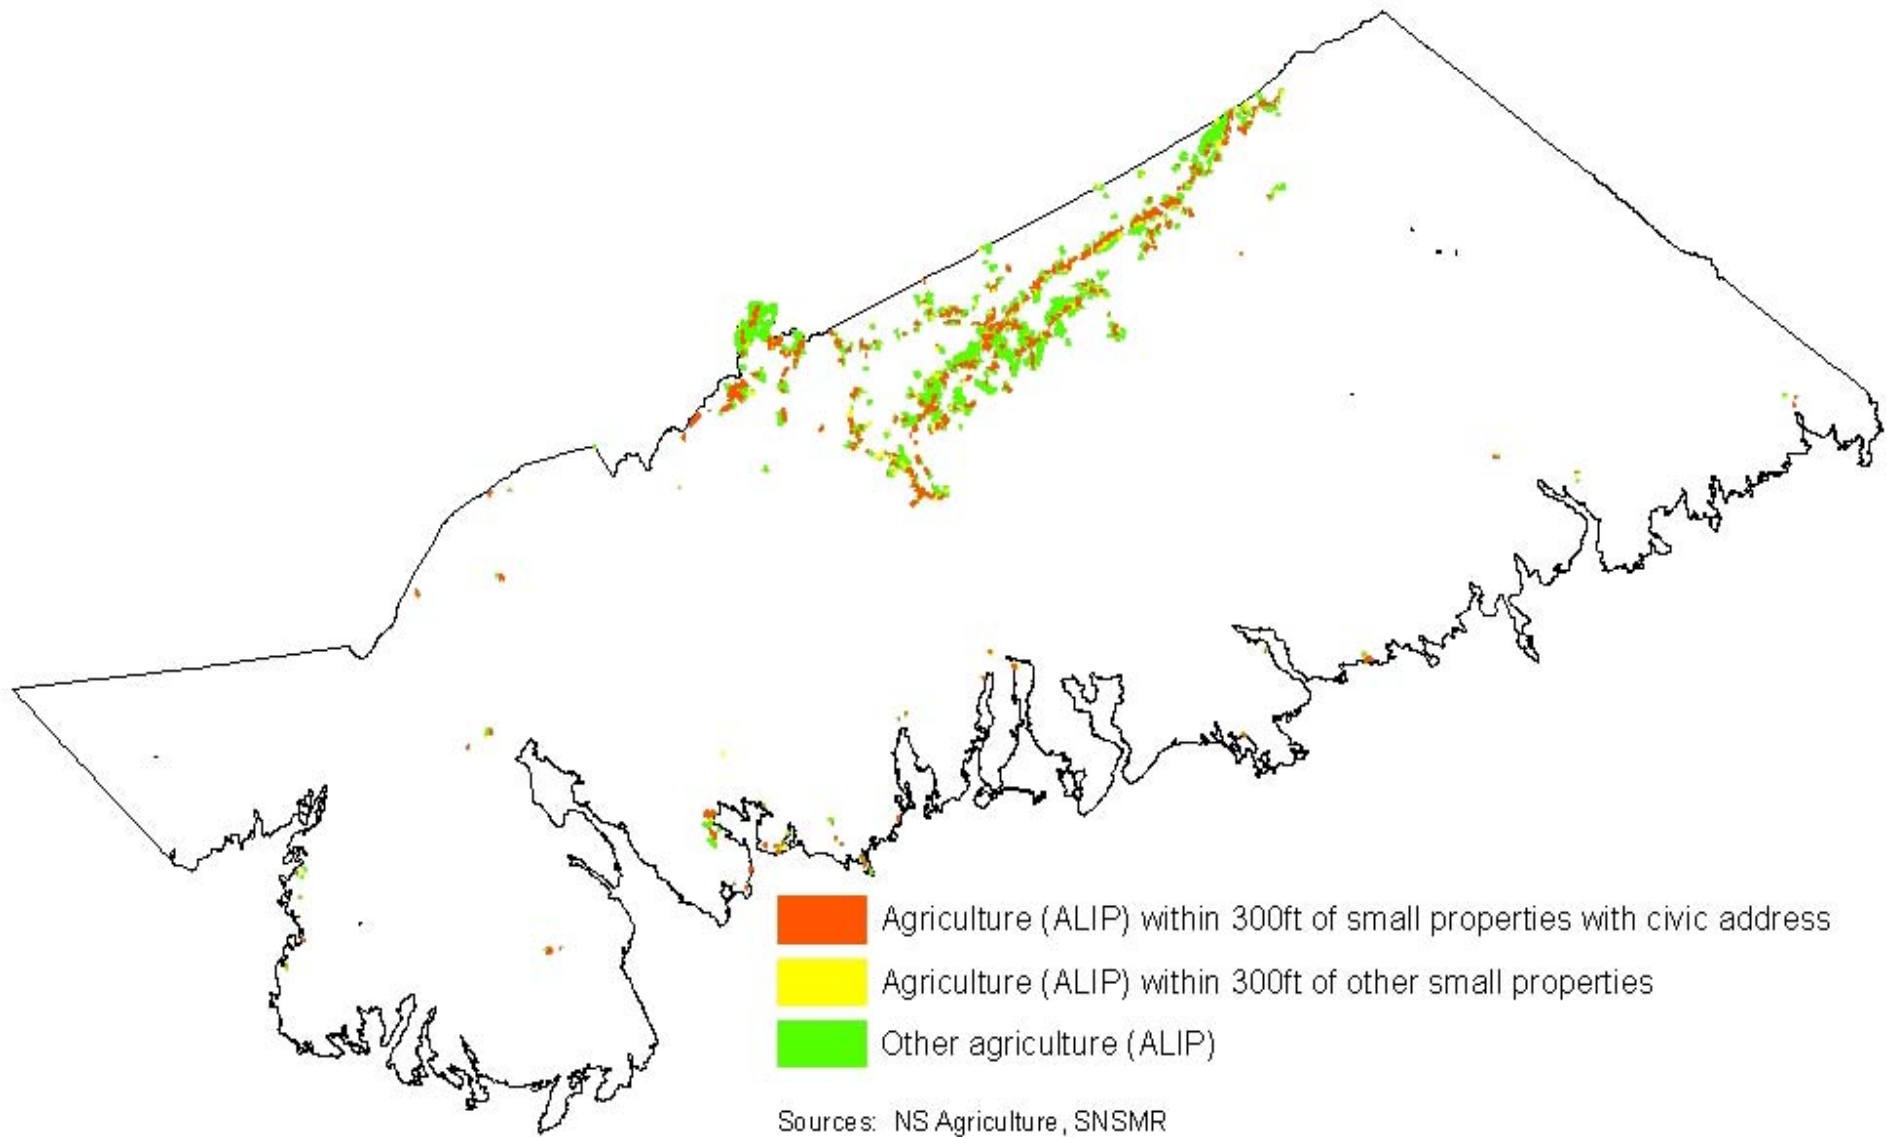 Agriculture (ALIP) within 300ft of small properties with civic address
Agriculture (ALIP) within 300ft of other small properties
Other agriculture (ALIP)
Sources: NS Agriculture, SNSMR